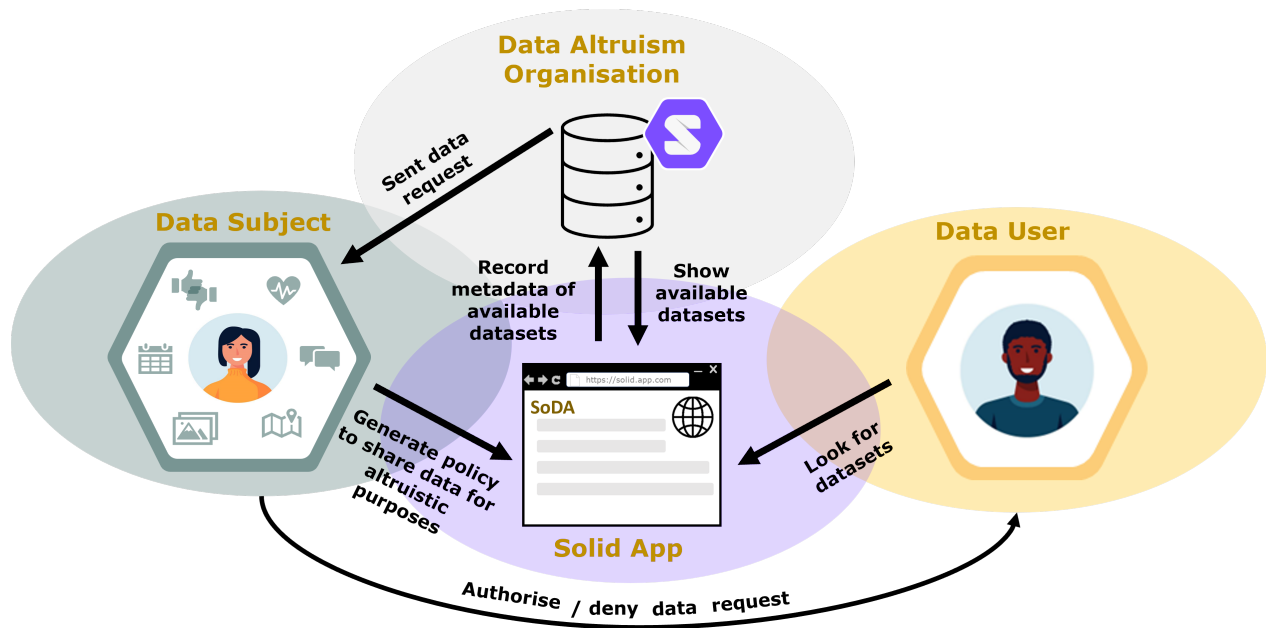 Data Altruism
Organisation
Sent data
request
Data Subject
Data User
Record
metadata of
available
datasets
Show
available
datasets
https://solid.app.com
X
SoDA
Generate policy
to share data for
altruistic
purposes
Look for
datasets
Solid App
Authorise / deny data request